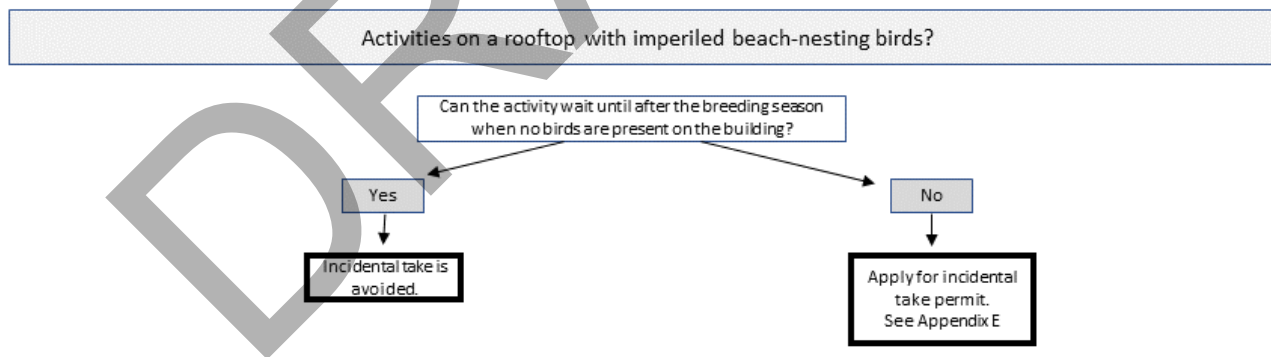 Activities on a rooftop with imperiled beach-nesting birds?
Can the activity wait until after the breeding season
when no birds are present on the building?
Yes
No
Incidental take is
avoided.
Apply for incidental
take permit.
See Appendix E